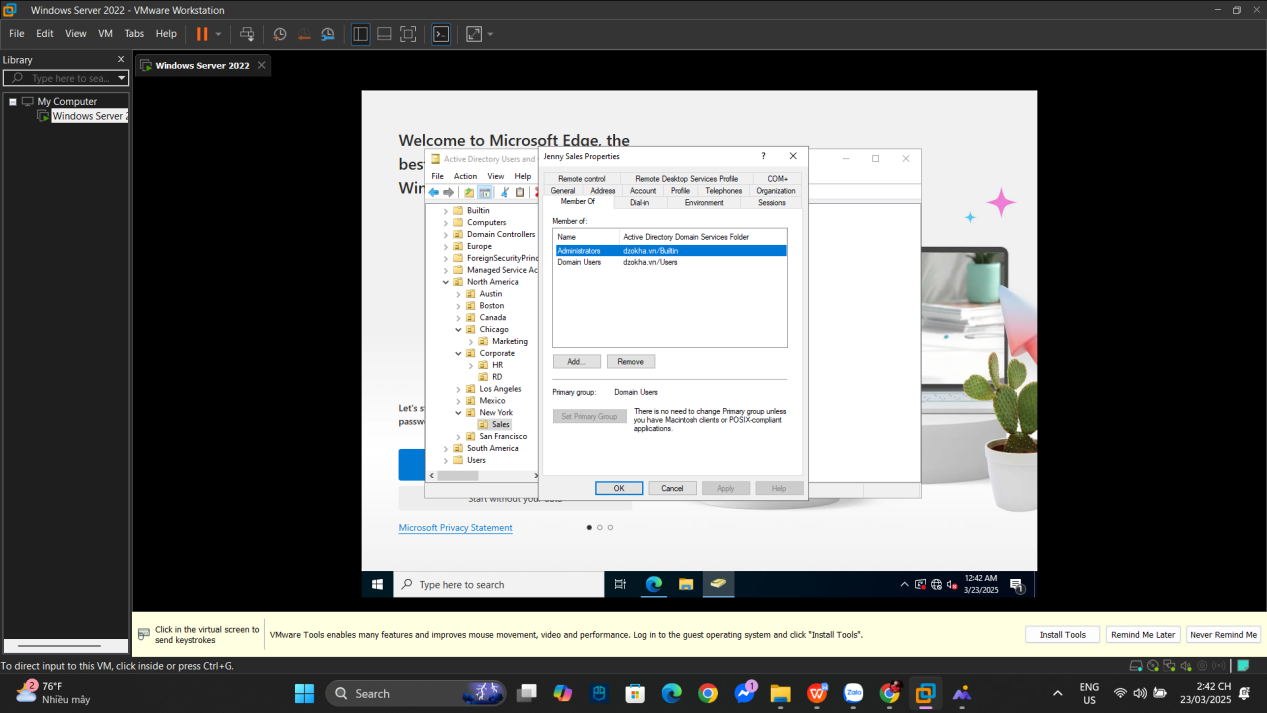 Windows Server 2022 - VMware Workstation
File Edit View VM Tabs Help
Library
Type here to sea...
My Computer
Windows Server 2
Windows Server 2022
Welcome to Microsoft Edge, the
bes
Win
Let's s
passw
Start without your data
Microsoft Privacy Statement
Active Directory Users and
File Action View Help
Builtin
Computers
Domain Controllers
Europe
ForeignSecurityPrinc
Managed Service Ac
North America
Austin
Boston
Canada
Chicago
Marketing
Corporate
HR
RD
Los Angeles
Mexico
New York
Sales
San Francisco
South America
Users
Jenny Sales Properties
?
Remote control Remote Desktop Services Profile COM+
General Address Account Profile Telephones Organization
Member Of Dial-in Environment Sessions
Member of:
Name Active Directory Domain Services Folder
Administrators dzokha.vn/Builtin
Domain Users dzokha.vn/Users
Add... Remove
Primary group: Domain Users
Set Primary Group
There is no need to change Primary group unless
you have Macintosh clients or POSIX-compliant
applications.
OK Cancel Apply Help
Type here to search
12:42 AM
3/23/2025
1
Click in the virtual screen to
send keystrokes
VMware Tools enables many features and improves mouse movement, video and performance. Log in to the guest operating system and click "Install Tools".
Install Tools Remind Me Later Never Remind Me
To direct input to this VM, click inside or press Ctrl+G.
2
76°F
Nhiều mây
Search
1
Zalo
ENG
US
2:42 CH
23/03/2025